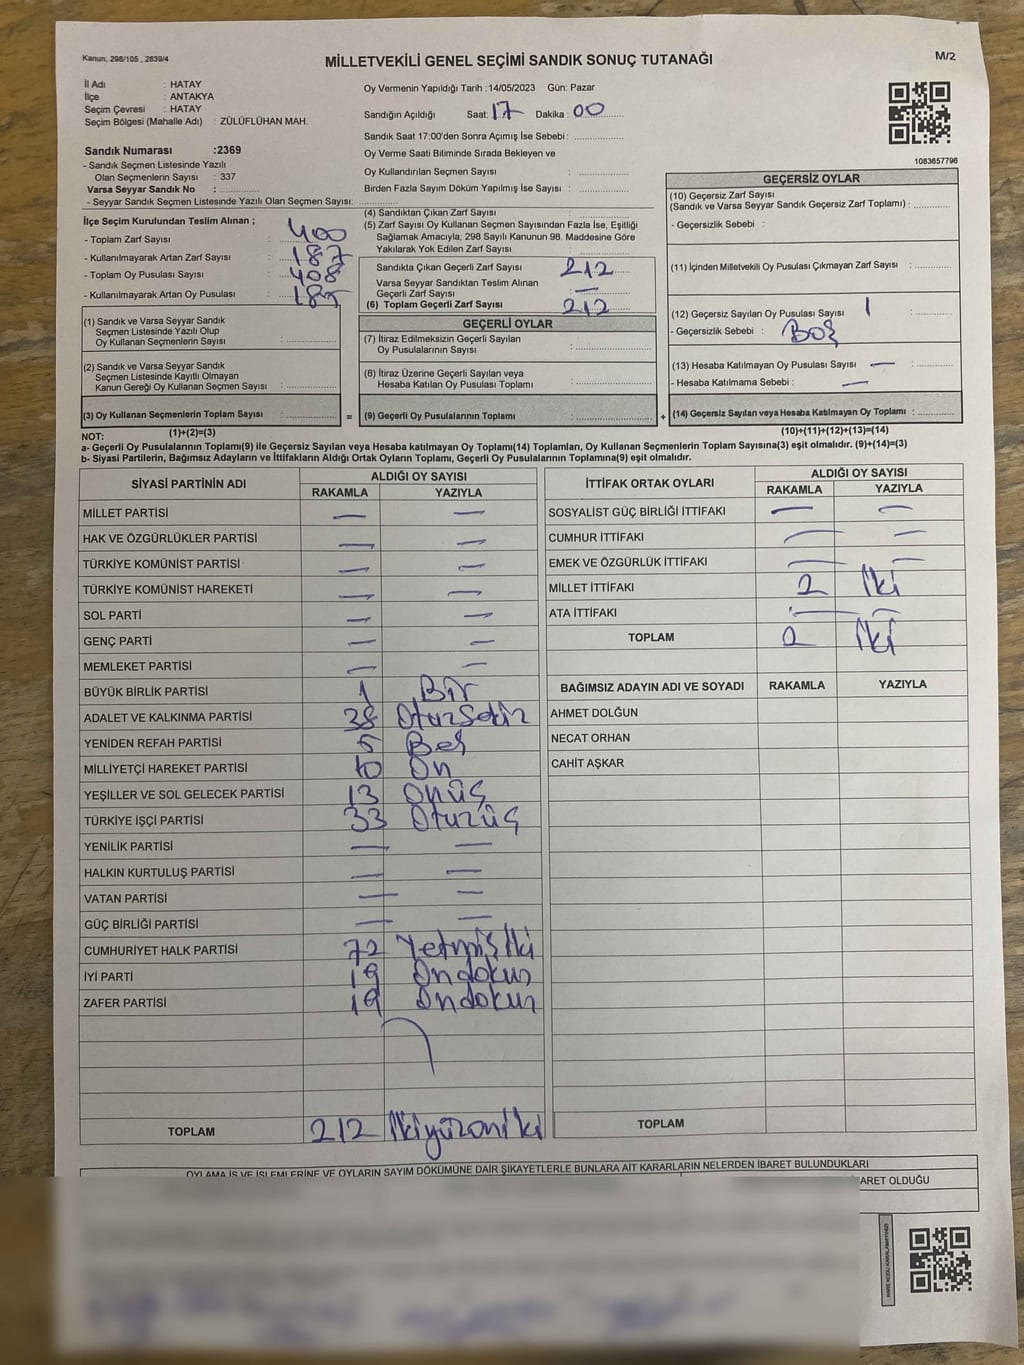 Kanun; 298/105 , 2839/4
MİLLETVEKİLİ GENEL SEÇİMİ SANDIK SONUÇ TUTANAĞI
M/2
İl Adı : HATAY
İlçe : ANTAKYA
Seçim Çevresi : HATAY
Seçim Bölgesi (Mahalle Adı) : ZÜLÜFLÜHAN MAH.
Oy Vermenin Yapıldığı Tarih :14/05/2023 Gün: Pazar
Sandığın Açıldığı Saat: 17 Dakika : 00
Sandık Saat 17:00'den Sonra Açımış İse Sebebi :
Oy Verme Saati Bitiminde Sırada Bekleyen ve
Oy Kullandırılan Seçmen Sayısı :
Birden Fazla Sayım Döküm Yapılmış İse Sayısı :
1083657796
Sandık Numarası :2369
- Sandık Seçmen Listesinde Yazılı
Olan Seçmenlerin Sayısı : 337
Varsa Seyyar Sandık No :
- Seyyar Sandık Seçmen Listesinde Yazılı Olan Seçmen Sayısı:
İlçe Seçim Kurulundan Teslim Alınan ;
- Toplam Zarf Sayısı : 400
- Kullanılmayarak Artan Zarf Sayısı : 187
- Toplam Oy Pusulası Sayısı : 408
- Kullanılmayarak Artan Oy Pusulası :
(1) Sandık ve Varsa Seyyar Sandık
Seçmen Listesinde Yazılı Olup
Oy Kullanan Seçmenlerin Sayısı :
(2) Sandık ve Varsa Seyyar Sandık
Seçmen Listesinde Kayıtlı Olmayan
Kanun Gereği Oy Kullanan Seçmen Sayısı :
(3) Oy Kullanan Seçmenlerin Toplam Sayısı :
(1)+(2)=(3)
(4) Sandıktan Çıkan Zarf Sayısı :
(5) Zarf Sayısı Oy Kullanan Seçmen Sayısından Fazla İse, Eşitliği
Sağlamak Amacıyla; 298 Sayılı Kanunun 98. Maddesine Göre
Yakılarak Yok Edilen Zarf Sayısı :
Sandıkta Çıkan Geçerli Zarf Sayısı : 212
Varsa Seyyar Sandıktan Teslim Alınan
Geçerli Zarf Sayısı : —
(6) Toplam Geçerli Zarf Sayısı : 212
GEÇERLİ OYLAR
(7) İtiraz Edilmeksizin Geçerli Sayılan
Oy Pusulalarının Sayısı :
(8) İtiraz Üzerine Geçerli Sayılan veya
Hesaba Katılan Oy Pusulası Toplamı :
= (9) Geçerli Oy Pusulalarının Toplamı : +
GEÇERSİZ OYLAR
(10) Geçersiz Zarf Sayısı
(Sandık ve Varsa Seyyar Sandık Geçersiz Zarf Toplamı) :
- Geçersizlik Sebebi :
(11) İçinden Milletvekili Oy Pusulası Çıkmayan Zarf Sayısı :
(12) Geçersiz Sayılan Oy Pusulası Sayısı : 1
- Geçersizlik Sebebi : Boş
(13) Hesaba Katılmayan Oy Pusulası Sayısı : —
- Hesaba Katılmama Sebebi : —
(14) Geçersiz Sayılan veya Hesaba Katılmayan Oy Toplamı :
(10)+(11)+(12)+(13)=(14)
NOT:
a- Geçerli Oy Pusulalarının Toplamı(9) ile Geçersiz Sayılan veya Hesaba katılmayan Oy Toplamı(14) Toplamları, Oy Kullanan Seçmenlerin Toplam Sayısına(3) eşit olmalıdır. (9)+(14)=(3)
b- Siyasi Partilerin, Bağımsız Adayların ve İttifakların Aldığı Ortak Oyların Toplamı, Geçerli Oy Pusulalarının Toplamına(9) eşit olmalıdır.
SİYASİ PARTİNİN ADI ALDIĞI OY SAYISI
RAKAMLA YAZIYLA
MİLLET PARTİSİ — —
HAK VE ÖZGÜRLÜKLER PARTİSİ — —
TÜRKİYE KOMÜNİST PARTİSİ — —
TÜRKİYE KOMÜNİST HAREKETİ — —
SOL PARTİ — —
GENÇ PARTİ — —
MEMLEKET PARTİSİ — —
BÜYÜK BİRLİK PARTİSİ 1 Bir
ADALET VE KALKINMA PARTİSİ 38 Otuzsekiz
YENİDEN REFAH PARTİSİ 5 Beş
MİLLİYETÇİ HAREKET PARTİSİ 10 On
YEŞİLLER VE SOL GELECEK PARTİSİ 13 Onüç
TÜRKİYE İŞÇİ PARTİSİ 33 Otuzüç
YENİLİK PARTİSİ — —
HALKIN KURTULUŞ PARTİSİ — —
VATAN PARTİSİ — —
GÜÇ BİRLİĞİ PARTİSİ — —
CUMHURİYET HALK PARTİSİ 72 Yetmişİki
İYİ PARTİ 19 Ondokuz
ZAFER PARTİSİ 19 Ondokuz
TOPLAM 212 İkiyüzoniki
İTTİFAK ORTAK OYLARI ALDIĞI OY SAYISI
RAKAMLA YAZIYLA
SOSYALİST GÜÇ BİRLİĞİ İTTİFAKI — —
CUMHUR İTTİFAKI — —
EMEK VE ÖZGÜRLÜK İTTİFAKI — —
MİLLET İTTİFAKI 2 İki
ATA İTTİFAKI — —
TOPLAM 2 İki
BAĞIMSIZ ADAYIN ADI VE SOYADI RAKAMLA YAZIYLA
AHMET DOLĞUN
NECAT ORHAN
CAHİT AŞKAR
TOPLAM
OYLAMA İŞ VE İŞLEMLERİNE VE OYLARIN SAYIM DÖKÜMÜNE DAİR ŞİKAYETLERLE BUNLARA AİT KARARLARIN NELERDEN İBARET BULUNDUKLARI
ARET OLDUĞU